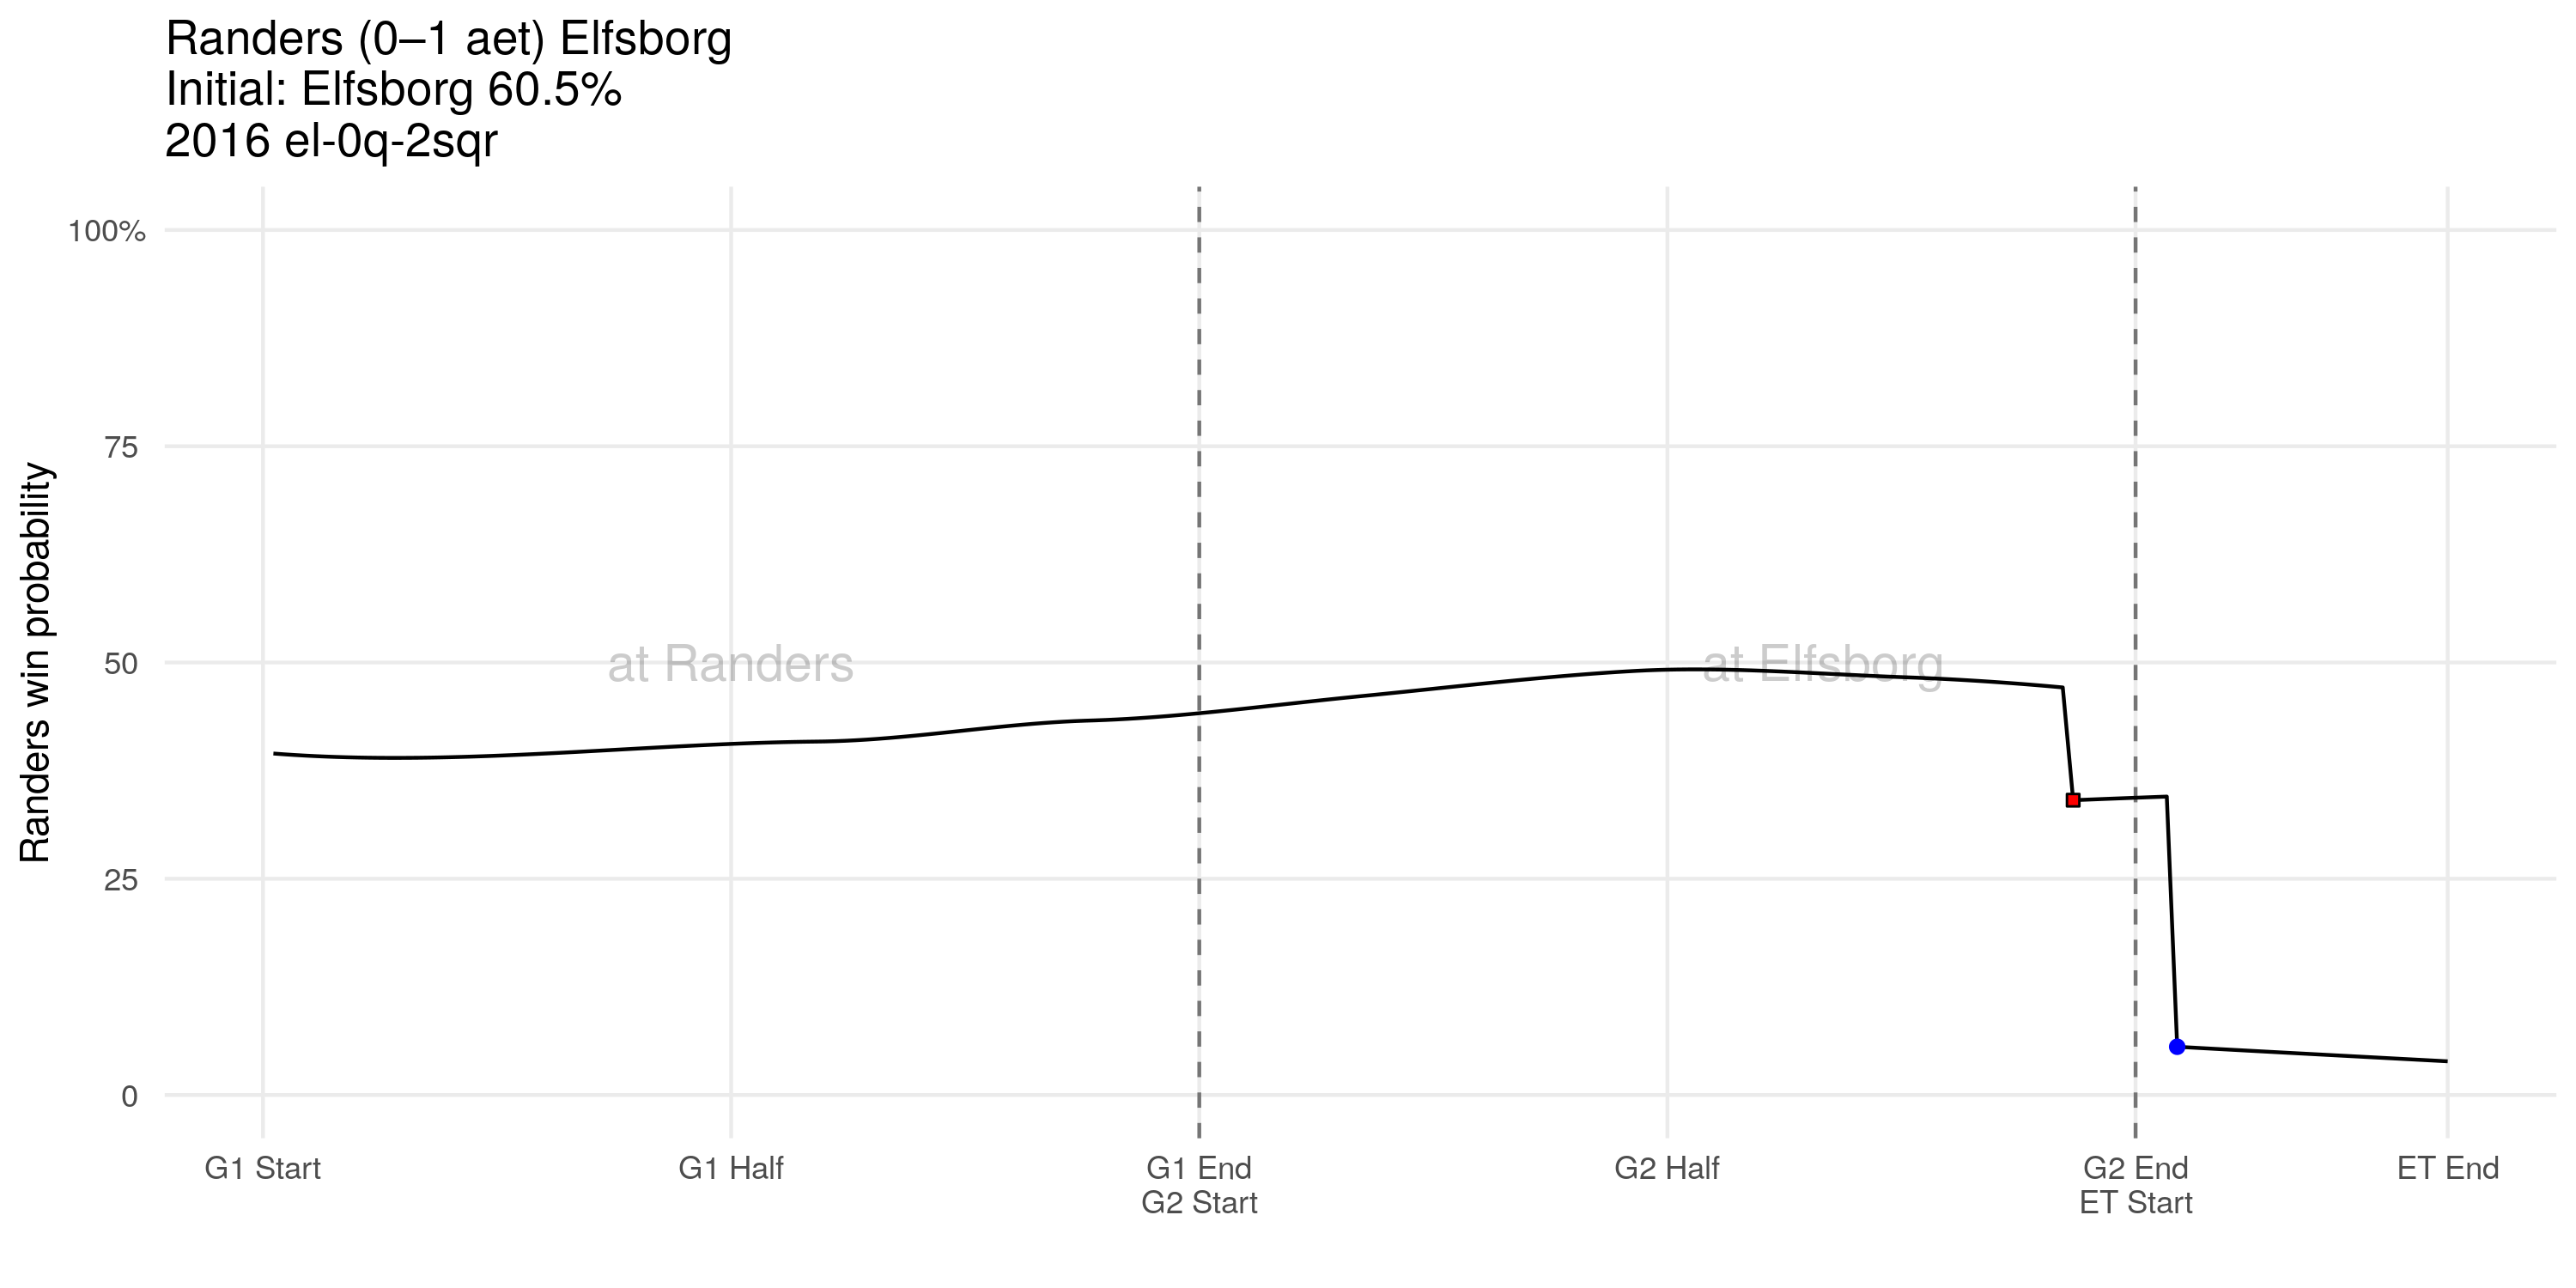 Randers (0–1 aet) Elfsborg
Initial: Elfsborg 60.5%
2016 el-0q-2sqr
Randers win probability
100%
75
50
25
0
at Randers
at Elfsborg
G1 Start
G1 Half
G1 End
G2 Start
G2 Half
G2 End
ET Start
ET End